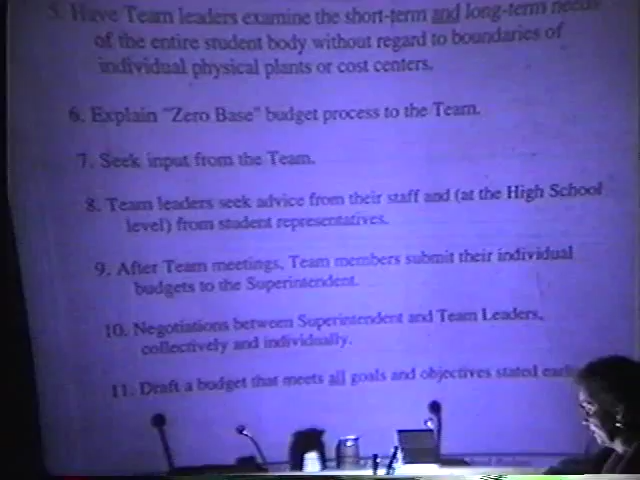 5. Have Team leaders examine the short-term and long-term needs
of the entire student body without regard to boundaries of
individual physical plants or cost centers.
6. Explain "Zero Base" budget process to the Team.
7. Seek input from the Team.
8. Team leaders seek advice from their staff and (at the High School
level) from student representatives.
9. After Team meetings, Team members submit their individual
budgets to the Superintendent.
10. Negotiations between Superintendent and Team Leaders,
collectively and individually.
11. Draft a budget that meets all goals and objectives stated